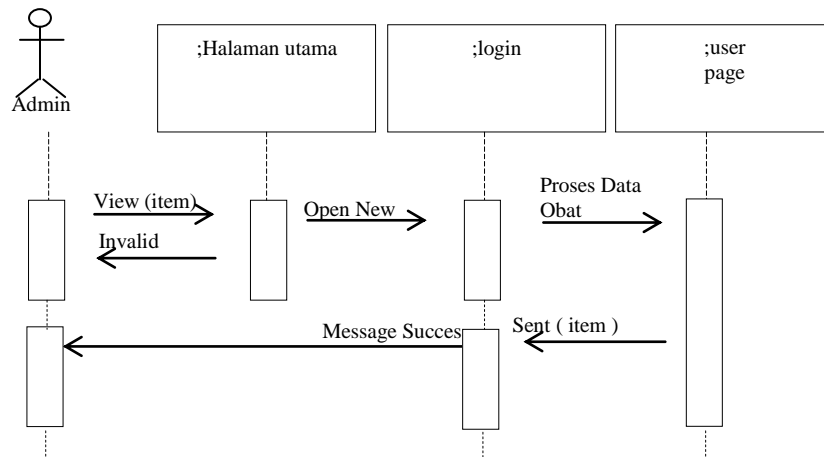 ;Halaman utama
;login
;user
page
Admin
View (item)
Open New
Proses Data
Obat
Invalid
Message Succes
Sent ( item )